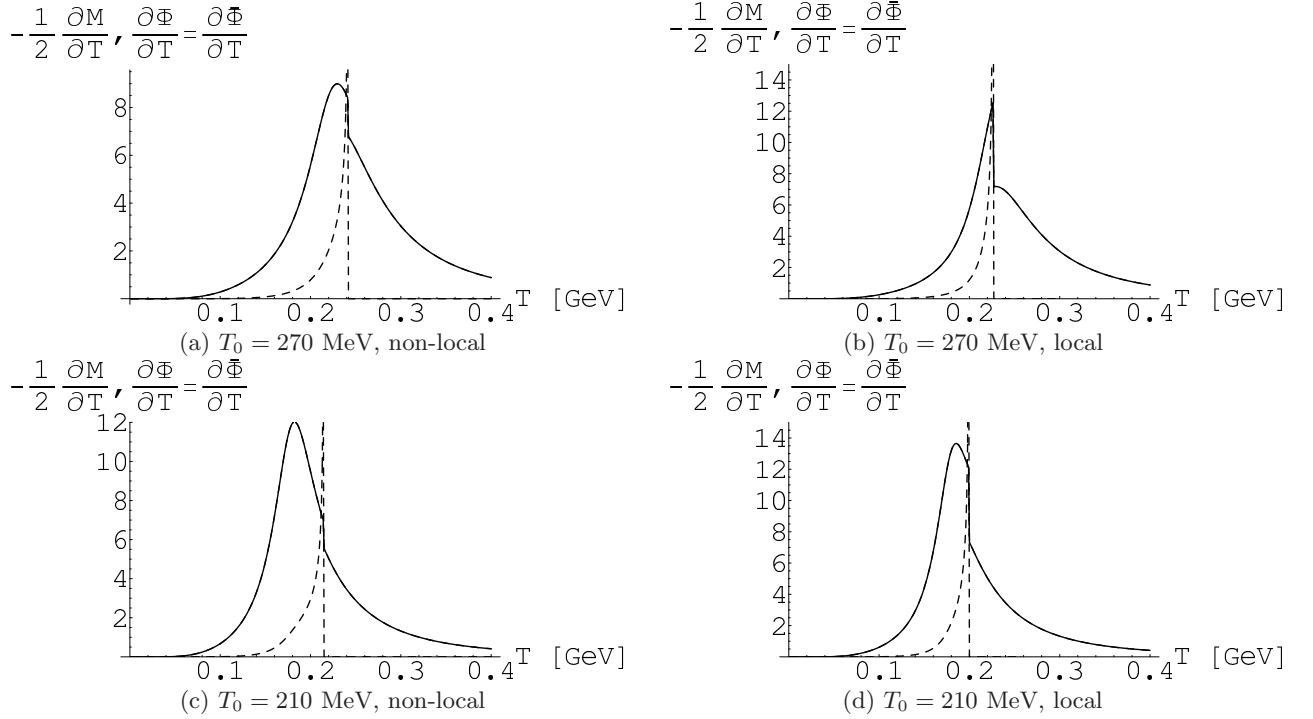 -1/2 ∂M/∂T, ∂Φ/∂T = ∂Φ̄/∂T
8
6
4
2
0.1 0.2 0.3 0.4 T [GeV]
(a) T₀ = 270 MeV, non-local
-1/2 ∂M/∂T, ∂Φ/∂T = ∂Φ̄/∂T
14
12
10
8
6
4
2
0.1 0.2 0.3 0.4 T [GeV]
(b) T₀ = 270 MeV, local
-1/2 ∂M/∂T, ∂Φ/∂T = ∂Φ̄/∂T
12
10
8
6
4
2
0.1 0.2 0.3 0.4 T [GeV]
(c) T₀ = 210 MeV, non-local
-1/2 ∂M/∂T, ∂Φ/∂T = ∂Φ̄/∂T
14
12
10
8
6
4
2
0.1 0.2 0.3 0.4 T [GeV]
(d) T₀ = 210 MeV, local